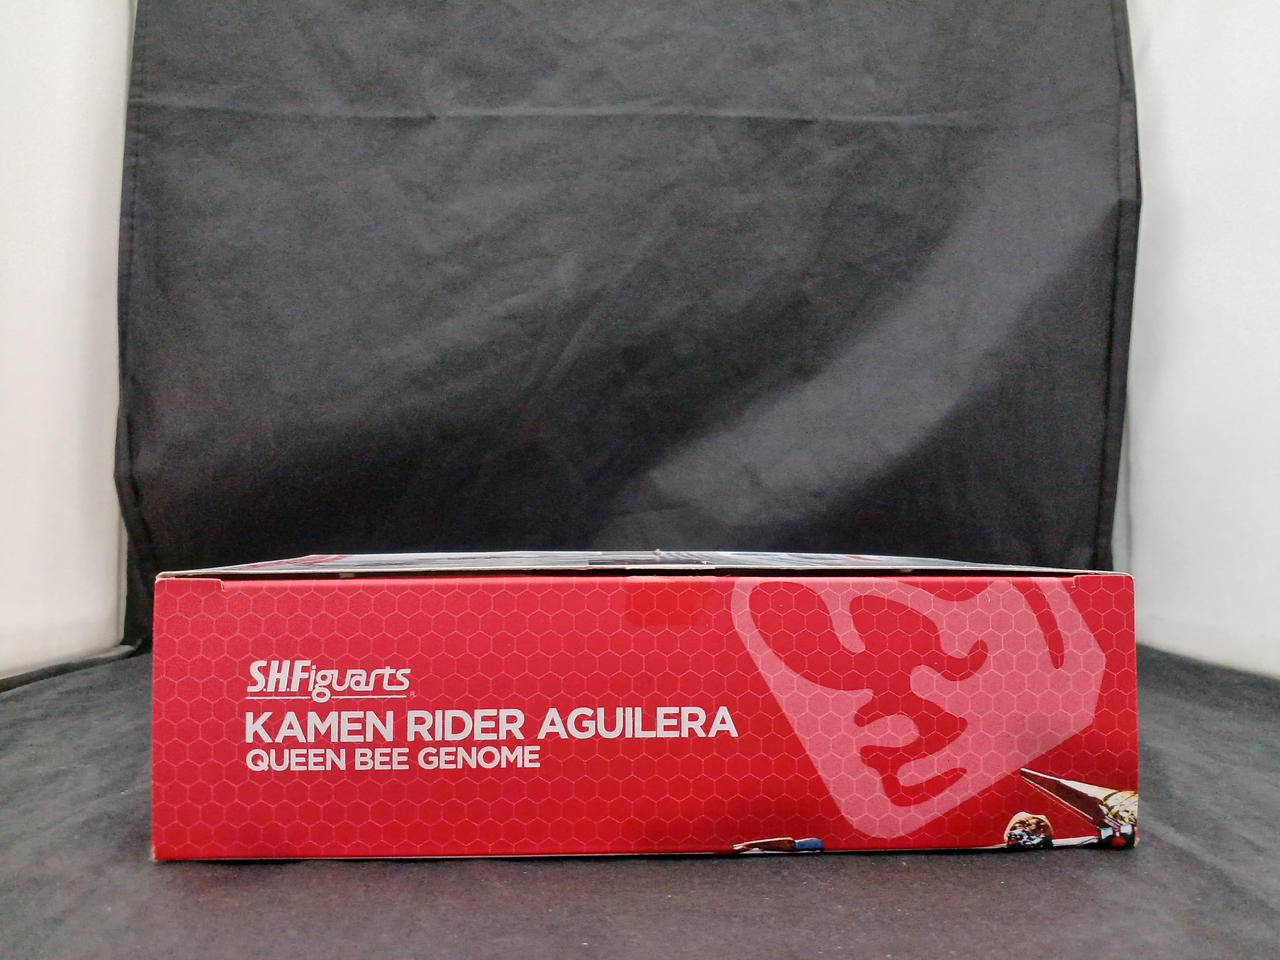 S.H.Figuarts
KAMEN RIDER AGUILERA
QUEEN BEE GENOME